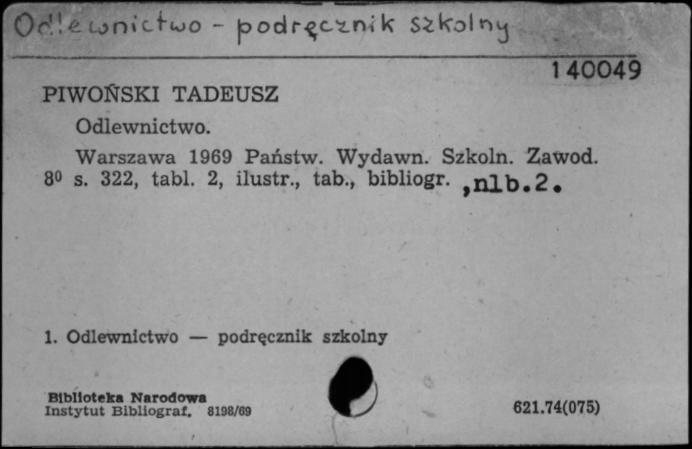 Odlewnictwo - podręcznik szkolny
140049
PIWOŃSKI TADEUSZ
Odlewnictwo.
Warszawa 1969 Państw. Wydawn. Szkoln. Zawod.
8⁰ s. 322, tabl. 2, ilustr., tab., bibliogr. ,nlb.2.
1. Odlewnictwo — podręcznik szkolny
Biblioteka Narodowa
Instytut Bibliograf. 8198/69
621.74(075)